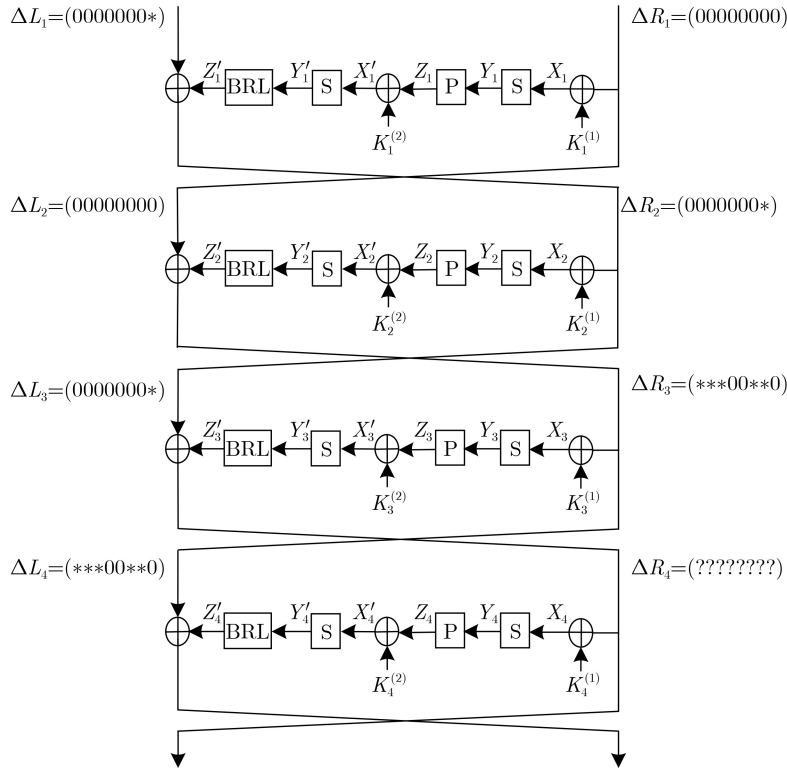 ΔL₁=(0000000*) ΔR₁=(00000000)
Z′₁ BRL Y′₁ S X′₁ Z₁ P Y₁ S X₁
K₁⁽²⁾ K₁⁽¹⁾
ΔL₂=(00000000) ΔR₂=(0000000*)
Z′₂ BRL Y′₂ S X′₂ Z₂ P Y₂ S X₂
K₂⁽²⁾ K₂⁽¹⁾
ΔL₃=(0000000*) ΔR₃=(***00**0)
Z′₃ BRL Y′₃ S X′₃ Z₃ P Y₃ S X₃
K₃⁽²⁾ K₃⁽¹⁾
ΔL₄=(***00**0) ΔR₄=(????????)
Z′₄ BRL Y′₄ S X′₄ Z₄ P Y₄ S X₄
K₄⁽²⁾ K₄⁽¹⁾